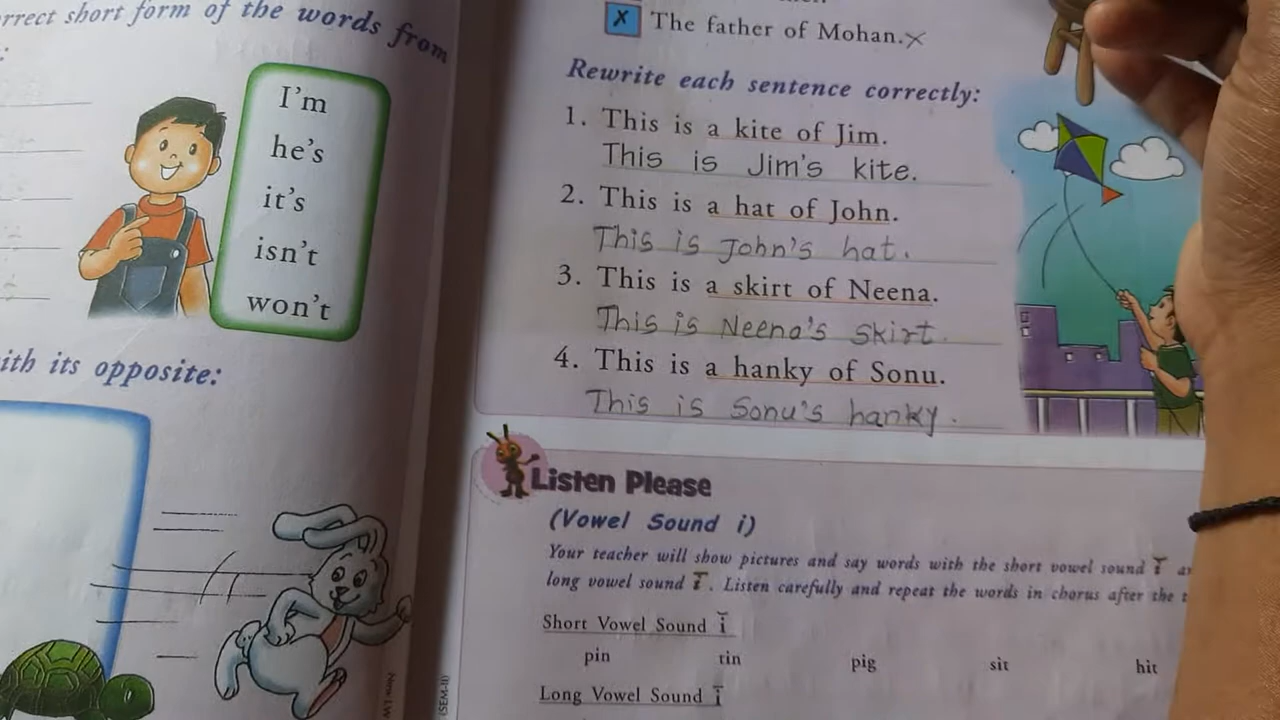 rrect short form of the words from
:
I'm
he's
it's
isn't
won't
ith its opposite:
X The father of Mohan.×
Rewrite each sentence correctly:
1. This is a kite of Jim.
This is Jim's kite.
2. This is a hat of John.
This is John's hat.
3. This is a skirt of Neena.
This is Neena's skirt.
4. This is a hanky of Sonu.
This is Sonu's hanky.
Listen Please
(Vowel Sound i)
Your teacher will show pictures and say words with the short vowel sound ĭ
long vowel sound ī. Listen carefully and repeat the words in chorus after the t
Short Vowel Sound ĭ
pin tin pig sit hit
Long Vowel Sound ī
(SEM-II)